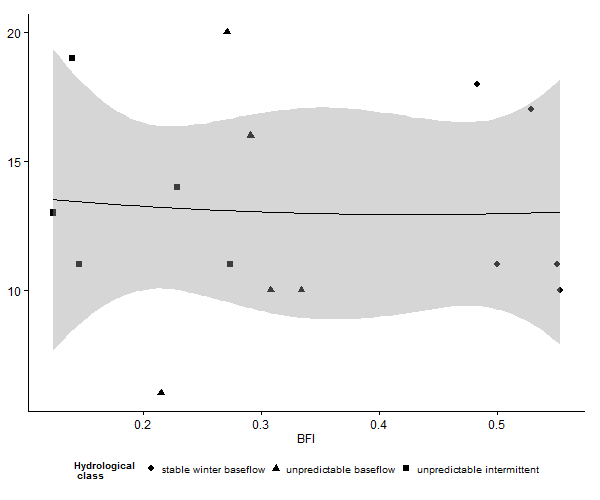 20
15
10
0.2 0.3 0.4 0.5
BFI
Hydrological
class
stable winter baseflow unpredictable baseflow unpredictable intermittent